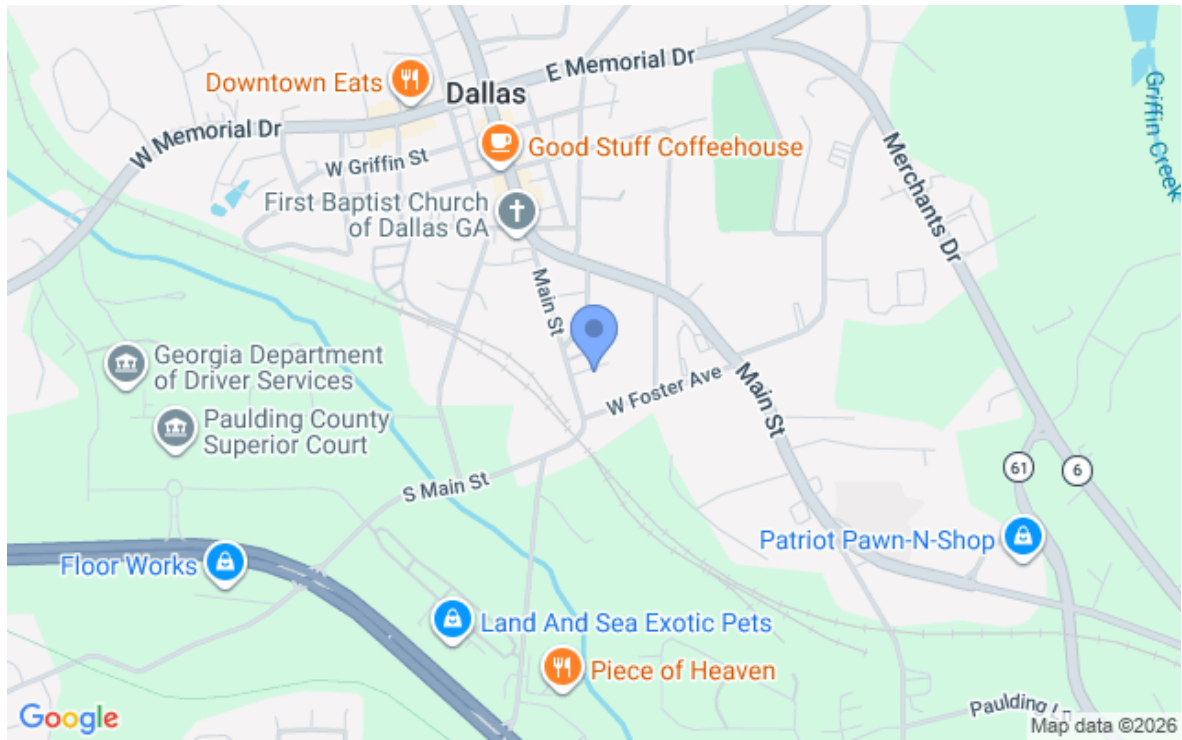 Downtown Eats
E Memorial Dr
Dallas
W Memorial Dr
Good Stuff Coffeehouse
W Griffin St
Merchants Dr
Griffin Creek
First Baptist Church
of Dallas GA
Main St
Georgia Department
of Driver Services
W Foster Ave
Main St
Paulding County
Superior Court
S Main St
61
6
Patriot Pawn-N-Shop
Floor Works
Land And Sea Exotic Pets
Piece of Heaven
Paulding Ln
Google
Map data ©2026